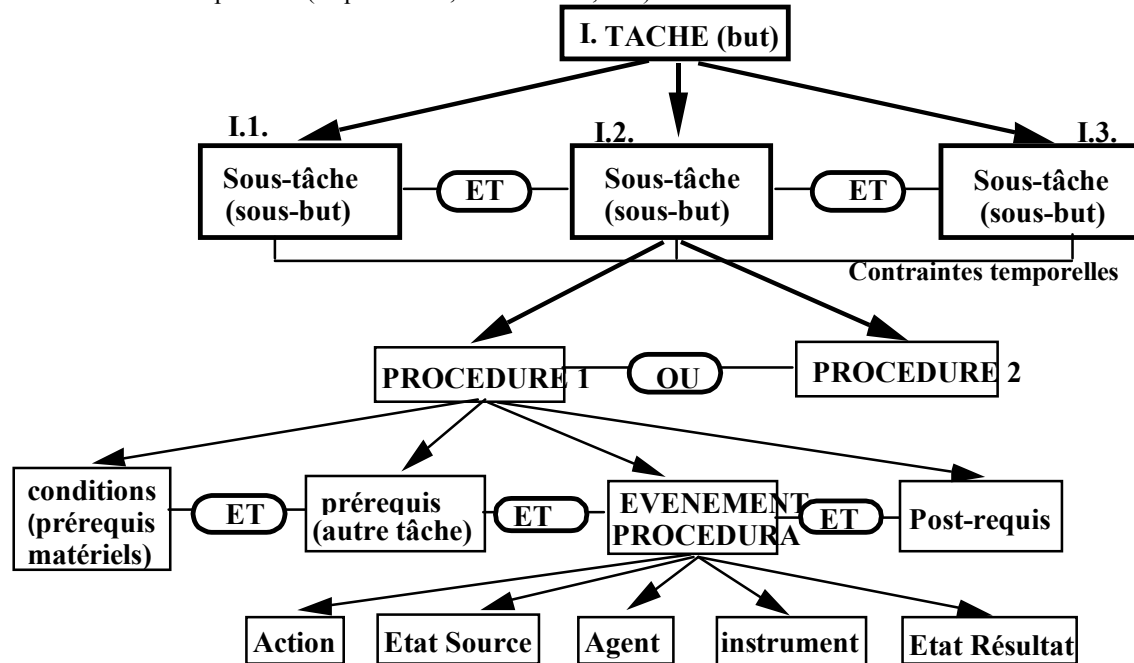 I. TACHE (but)
I.1.
I.2.
I.3.
Sous-tâche
(sous-but)
ET
Sous-tâche
(sous-but)
ET
Sous-tâche
(sous-but)
Contraintes temporelles
PROCEDURE 1
OU
PROCEDURE 2
conditions
(prérequis
matériels)
ET
prérequis
(autre tâche)
ET
EVENEMENT
PROCEDURA
ET
Post-requis
Action
Etat Source
Agent
instrument
Etat Résultat